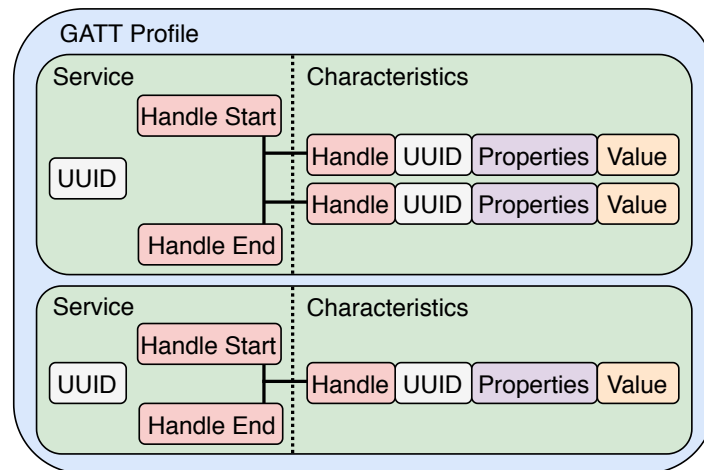 GATT Profile
Service
Characteristics
Handle Start
Handle UUID Properties Value
UUID
Handle UUID Properties Value
Handle End
Service
Characteristics
Handle Start
UUID
Handle UUID Properties Value
Handle End